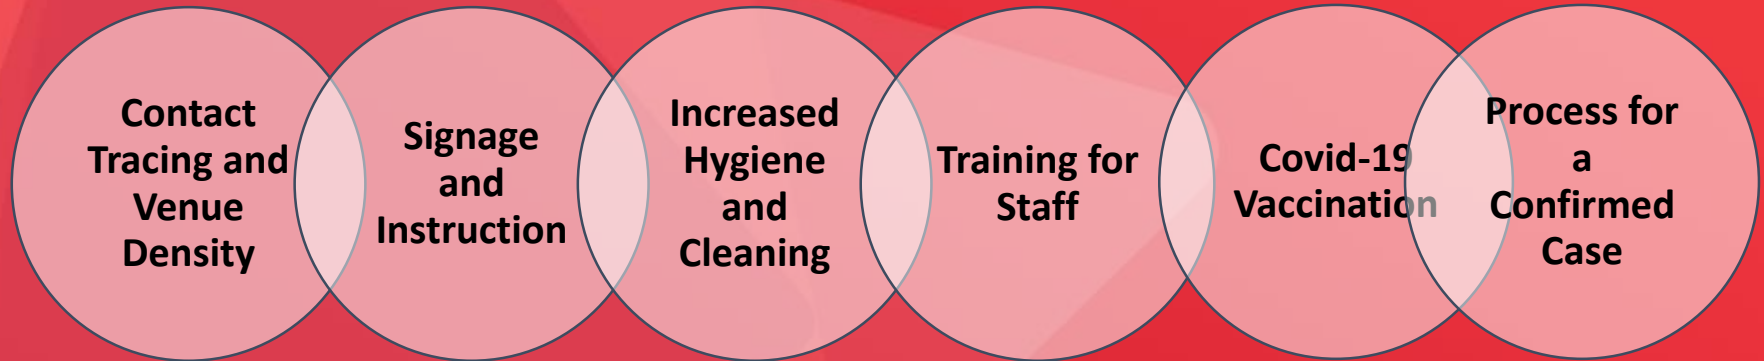 Contact
Tracing and
Venue
Density
Signage
and
Instruction
Increased
Hygiene
and
Cleaning
Training for
Staff
Covid-19
Vaccination
Process for
a
Confirmed
Case